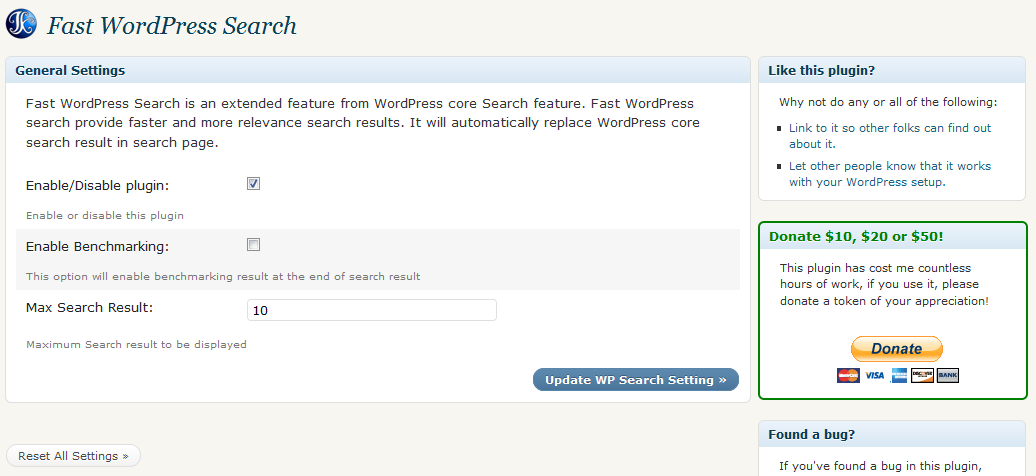 Fast WordPress Search
General Settings
Fast WordPress Search is an extended feature from WordPress core Search feature. Fast WordPress
search provide faster and more relevance search results. It will automatically replace WordPress core
search result in search page.
Enable/Disable plugin:
Enable or disable this plugin
Enable Benchmarking:
This option will enable benchmarking result at the end of search result
Max Search Result:
10
Maximum Search result to be displayed
Update WP Search Setting »
Reset All Settings »
Like this plugin?
Why not do any or all of the following:
Link to it so other folks can find out
about it.
Let other people know that it works
with your WordPress setup.
Donate $10, $20 or $50!
This plugin has cost me countless
hours of work, if you use it, please
donate a token of your appreciation!
Donate
MasterCard VISA DISCOVER BANK
Found a bug?
If you've found a bug in this plugin,